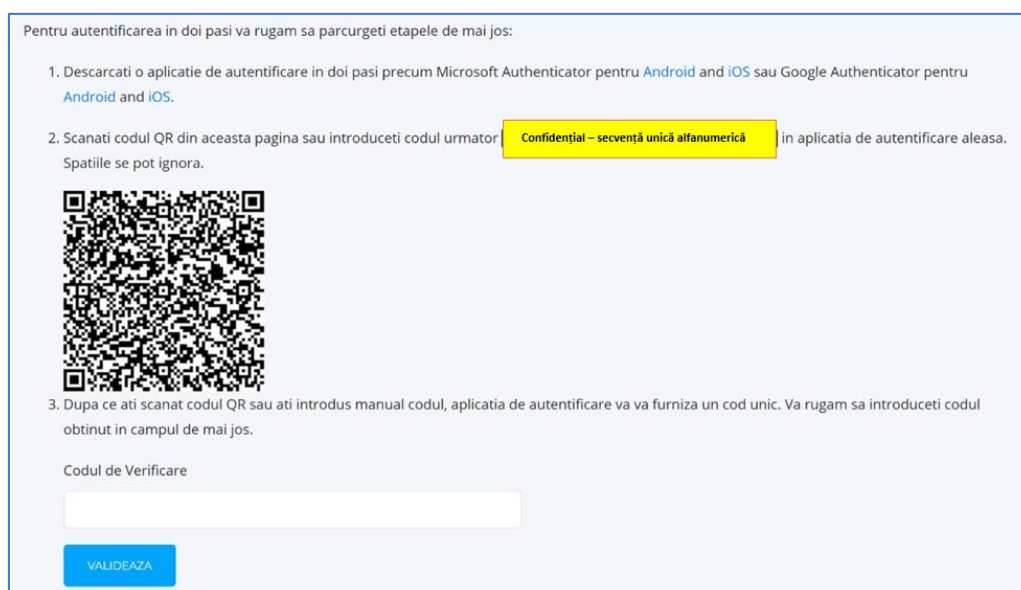 Pentru autentificarea in doi pasi va rugam sa parcurgeti etapele de mai jos:
1. Descarcati o aplicatie de autentificare in doi pasi precum Microsoft Authenticator pentru Android and iOS sau Google Authenticator pentru
Android and iOS.
2. Scanati codul QR din aceasta pagina sau introduceti codul urmator Confidențial – secvență unică alfanumerică in aplicatia de autentificare aleasa.
Spatiile se pot ignora.
3. Dupa ce ati scanat codul QR sau ati introdus manual codul, aplicatia de autentificare va va furniza un cod unic. Va rugam sa introduceti codul
obtinut in campul de mai jos.
Codul de Verificare
VALIDEAZA